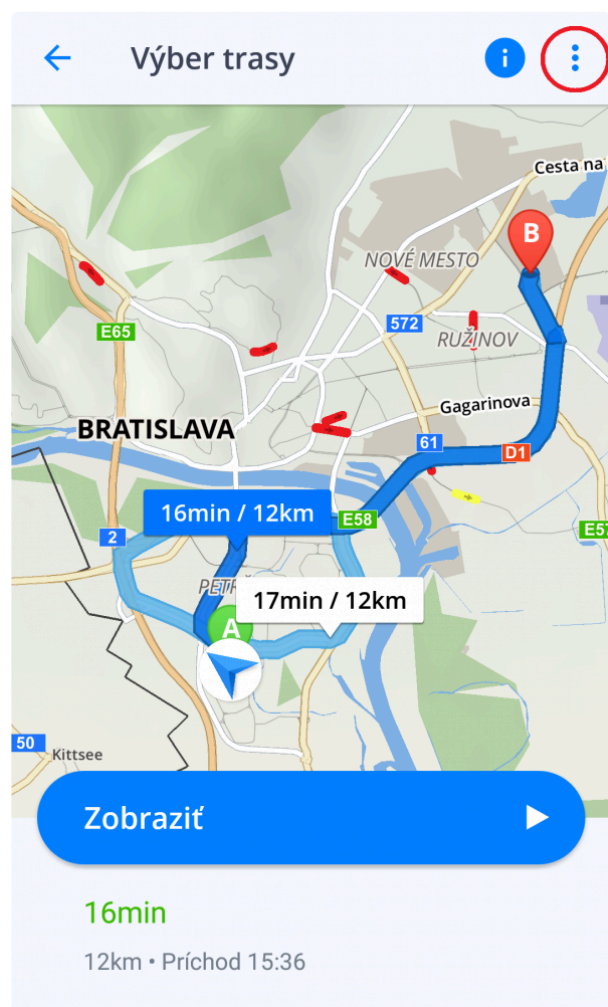 Výber trasy
i
Cesta na
B
NOVÉ MESTO
E65
572
RUŽINOV
Gagarinova
BRATISLAVA
61
D1
16min / 12km
E58
2
E57
PETRŽ
17min / 12km
A
50
Kittsee
Zobraziť
16min
12km • Príchod 15:36